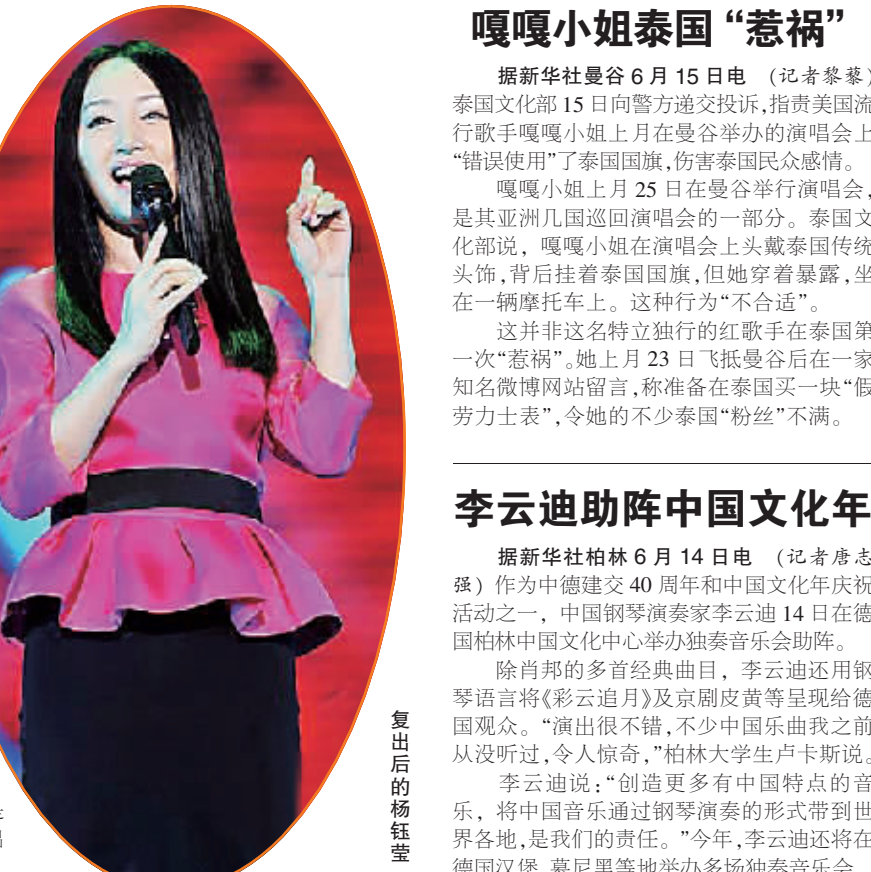 嘎嘎小姐泰国“惹祸”
据新华社曼谷6月15日电 （记者黎藜）
泰国文化部15日向警方递交投诉,指责美国流
行歌手嘎嘎小姐上月在曼谷举办的演唱会上
“错误使用”了泰国国旗,伤害泰国民众感情。
嘎嘎小姐上月25日在曼谷举行演唱会,
是其亚洲几国巡回演唱会的一部分。泰国文
化部说，嘎嘎小姐在演唱会上头戴泰国传统
头饰,背后挂着泰国国旗,但她穿着暴露,坐
在一辆摩托车上。这种行为“不合适”。
这并非这名特立独行的红歌手在泰国第
一次“惹祸”。她上月23日飞抵曼谷后在一家
知名微博网站留言,称准备在泰国买一块“假
劳力士表”,令她的不少泰国“粉丝”不满。
李云迪助阵中国文化年
据新华社柏林6月14日电 （记者唐志
强）作为中德建交40周年和中国文化年庆祝
活动之一，中国钢琴演奏家李云迪14日在德
国柏林中国文化中心举办独奏音乐会助阵。
除肖邦的多首经典曲目，李云迪还用钢
琴语言将《彩云追月》及京剧皮黄等呈现给德
国观众。“演出很不错,不少中国乐曲我之前
从没听过,令人惊奇,”柏林大学生卢卡斯说。
李云迪说:“创造更多有中国特点的音
乐，将中国音乐通过钢琴演奏的形式带到世
界各地,是我们的责任。”今年,李云迪还将在
德国汉堡、慕尼黑等地举办多场独奏音乐会
复出后的杨钰莹